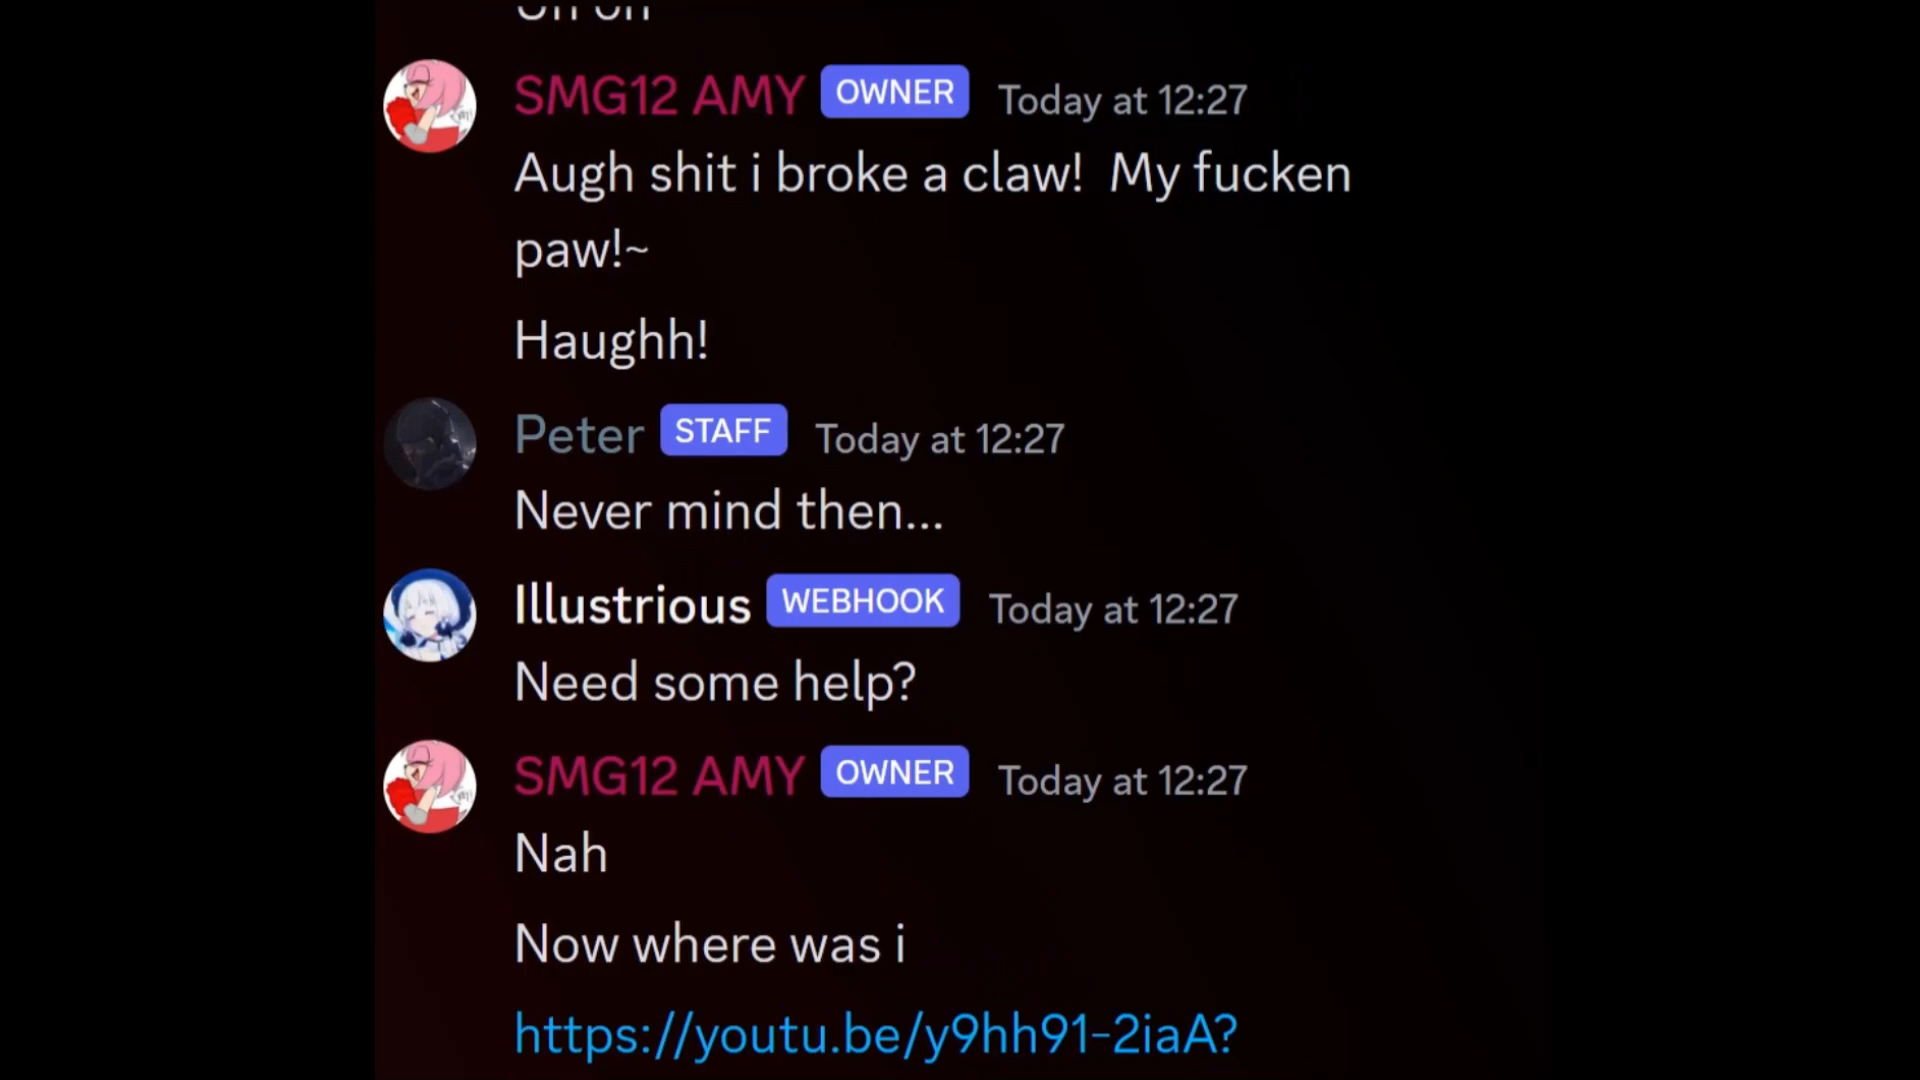 SMG12 AMY OWNER Today at 12:27
Augh shit i broke a claw! My fucken
paw!~
Haughh!
Peter STAFF Today at 12:27
Never mind then...
Illustrious WEBHOOK Today at 12:27
Need some help?
SMG12 AMY OWNER Today at 12:27
Nah
Now where was i
https://youtu.be/y9hh91-2iaA?